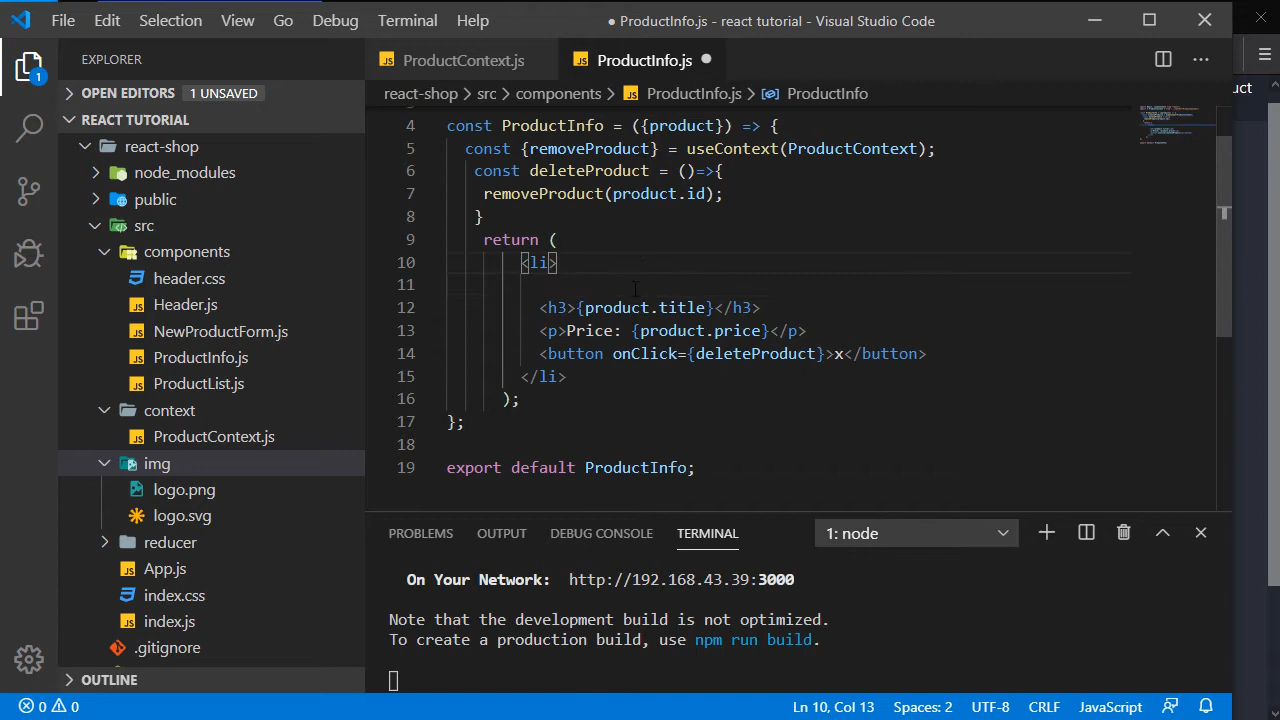 File Edit Selection View Go Debug Terminal Help
● ProductInfo.js - react tutorial - Visual Studio Code
EXPLORER
ProductContext.js
ProductInfo.js
OPEN EDITORS 1 UNSAVED
react-shop > src > components > ProductInfo.js > ProductInfo
REACT TUTORIAL
react-shop
node_modules
public
src
components
header.css
Header.js
NewProductForm.js
ProductInfo.js
ProductList.js
context
ProductContext.js
img
logo.png
logo.svg
reducer
App.js
index.css
index.js
.gitignore
OUTLINE
1
4 const ProductInfo = ({product}) => {
5 const {removeProduct} = useContext(ProductContext);
6 const deleteProduct = ()=>{
7 removeProduct(product.id);
8 }
9 return (
10 <li>
11
12 <h3>{product.title}</h3>
13 <p>Price: {product.price}</p>
14 <button onClick={deleteProduct}>x</button>
15 </li>
16 );
17 };
18
19 export default ProductInfo;
PROBLEMS OUTPUT DEBUG CONSOLE TERMINAL 1: node
On Your Network: http://192.168.43.39:3000
Note that the development build is not optimized.
To create a production build, use npm run build.
0 0 Ln 10, Col 13 Spaces: 2 UTF-8 CRLF JavaScript